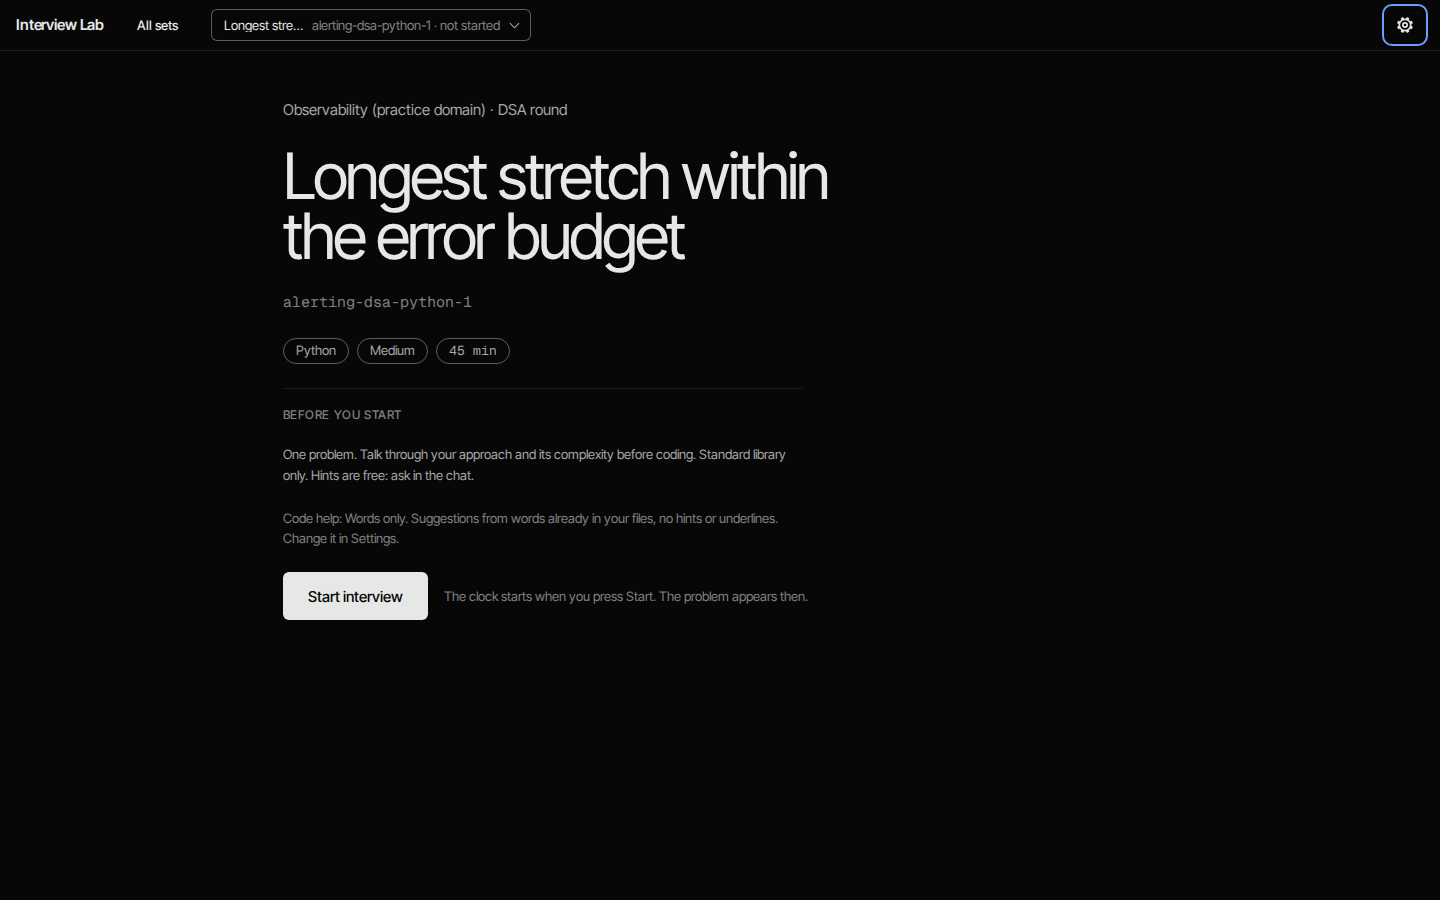 Interview Lab
All sets
Longest stre... alerting-dsa-python-1 · not started
Observability (practice domain) · DSA round
Longest stretch within
the error budget
alerting-dsa-python-1
Python
Medium
45 min
BEFORE YOU START
One problem. Talk through your approach and its complexity before coding. Standard library
only. Hints are free: ask in the chat.
Code help: Words only. Suggestions from words already in your files, no hints or underlines.
Change it in Settings.
Start interview
The clock starts when you press Start. The problem appears then.